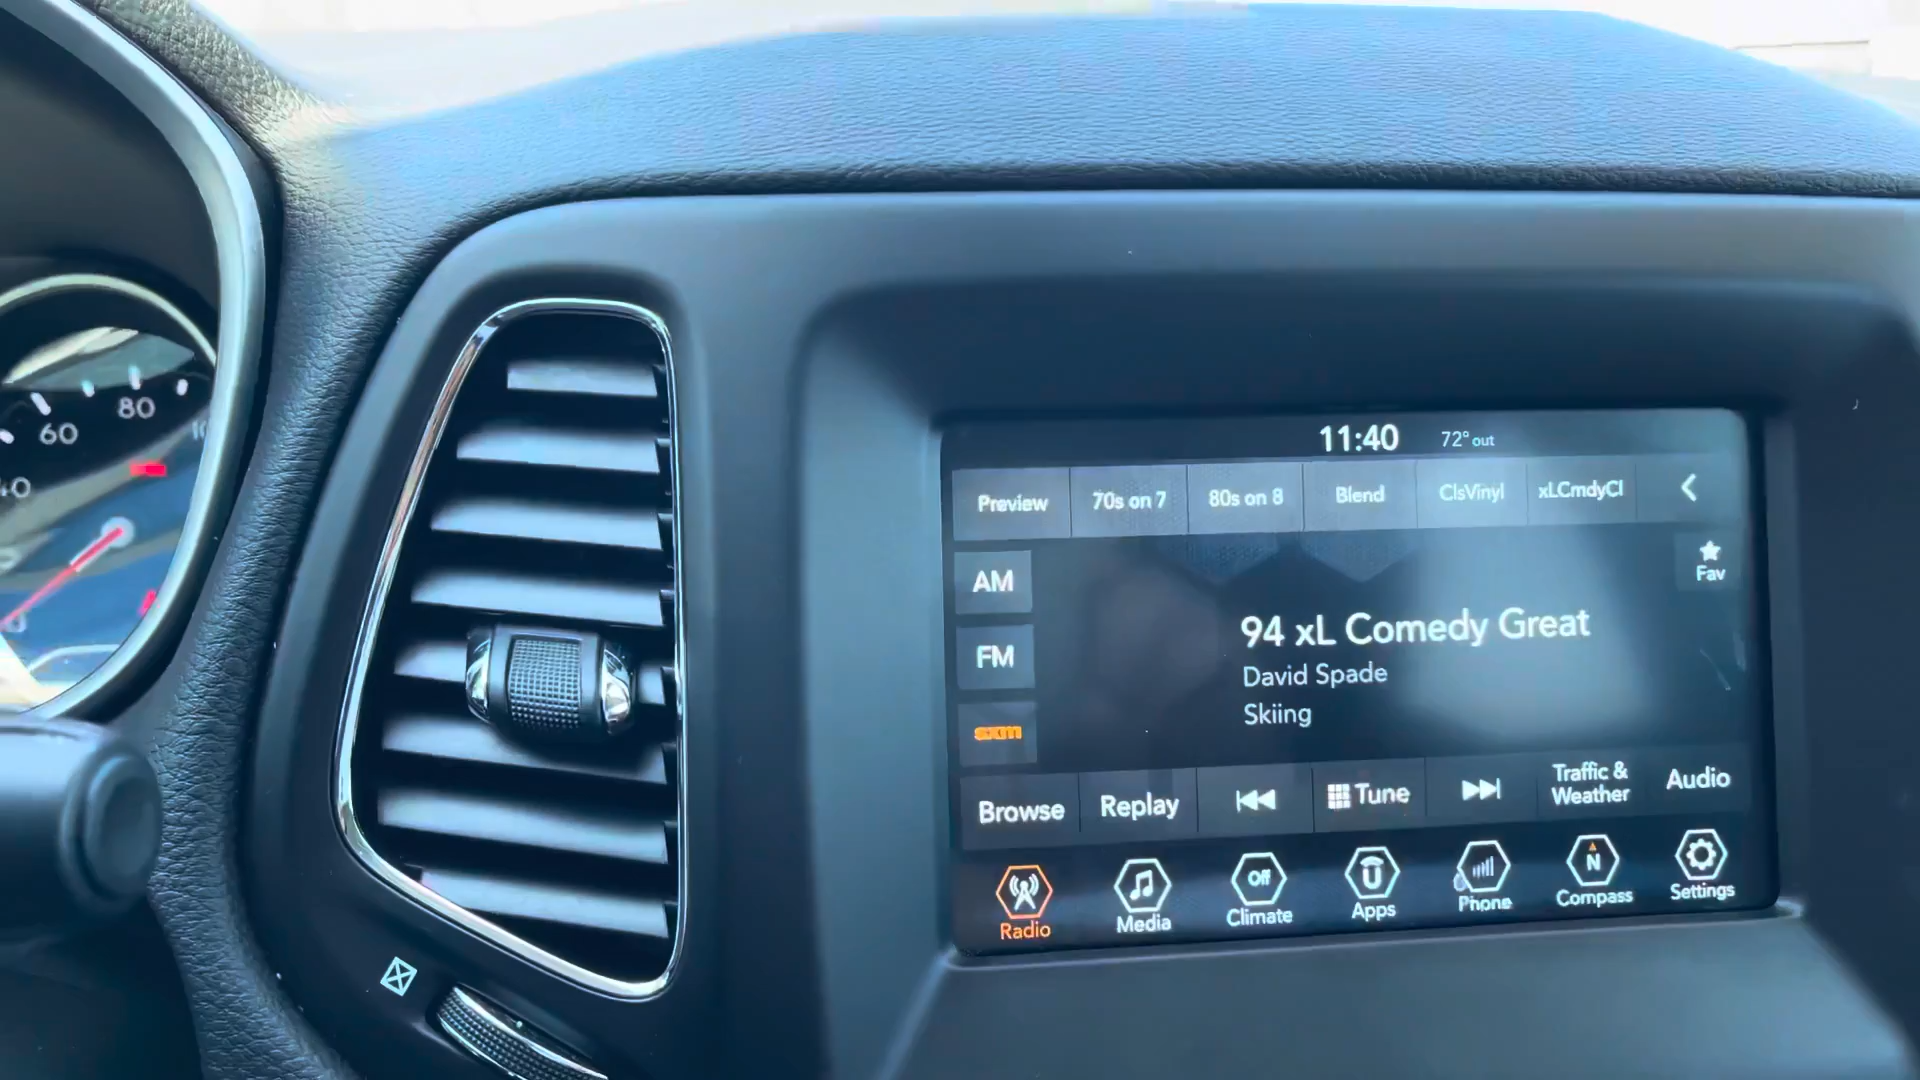 11:40 72° out
Preview 70s on 7 80s on 8 Blend ClsVinyl xLCmdyCl
Fav
AM
FM
sxm
94 xL Comedy Great
David Spade
Skiing
Browse Replay Tune Traffic & Weather Audio
Radio Media Off Climate Apps Phone N Compass Settings
80
60
40